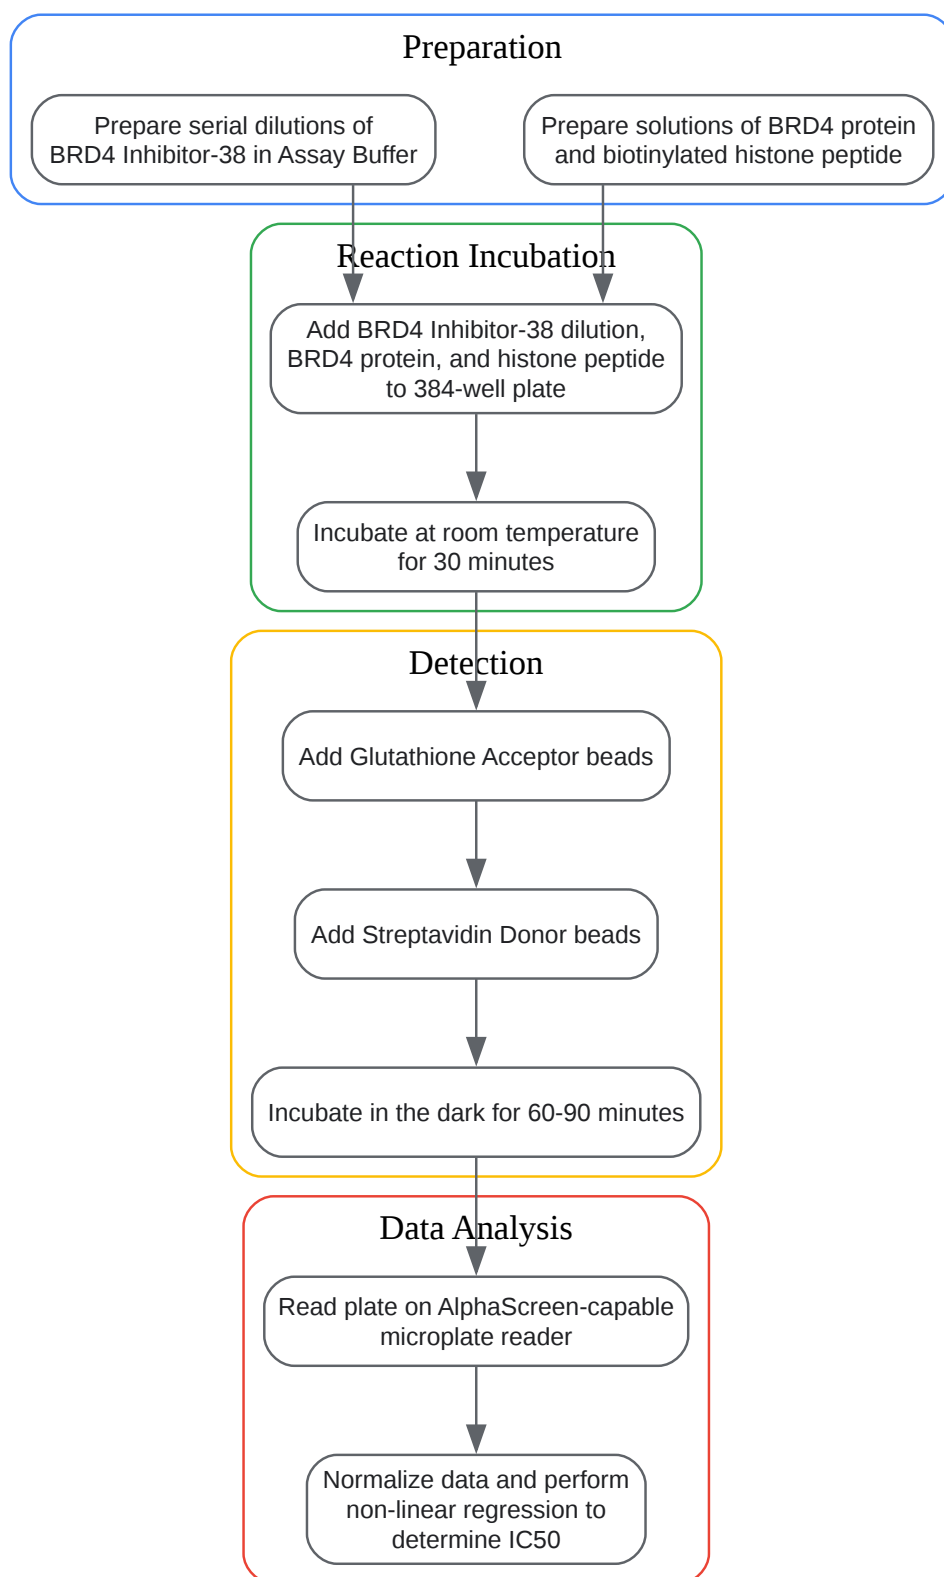 Preparation
Prepare serial dilutions of
BRD4 Inhibitor-38 in Assay Buffer
Prepare solutions of BRD4 protein
and biotinylated histone peptide
Reaction Incubation
Add BRD4 Inhibitor-38 dilution,
BRD4 protein, and histone peptide
to 384-well plate
Incubate at room temperature
for 30 minutes
Detection
Add Glutathione Acceptor beads
Add Streptavidin Donor beads
Incubate in the dark for 60-90 minutes
Data Analysis
Read plate on AlphaScreen-capable
microplate reader
Normalize data and perform
non-linear regression to
determine IC50